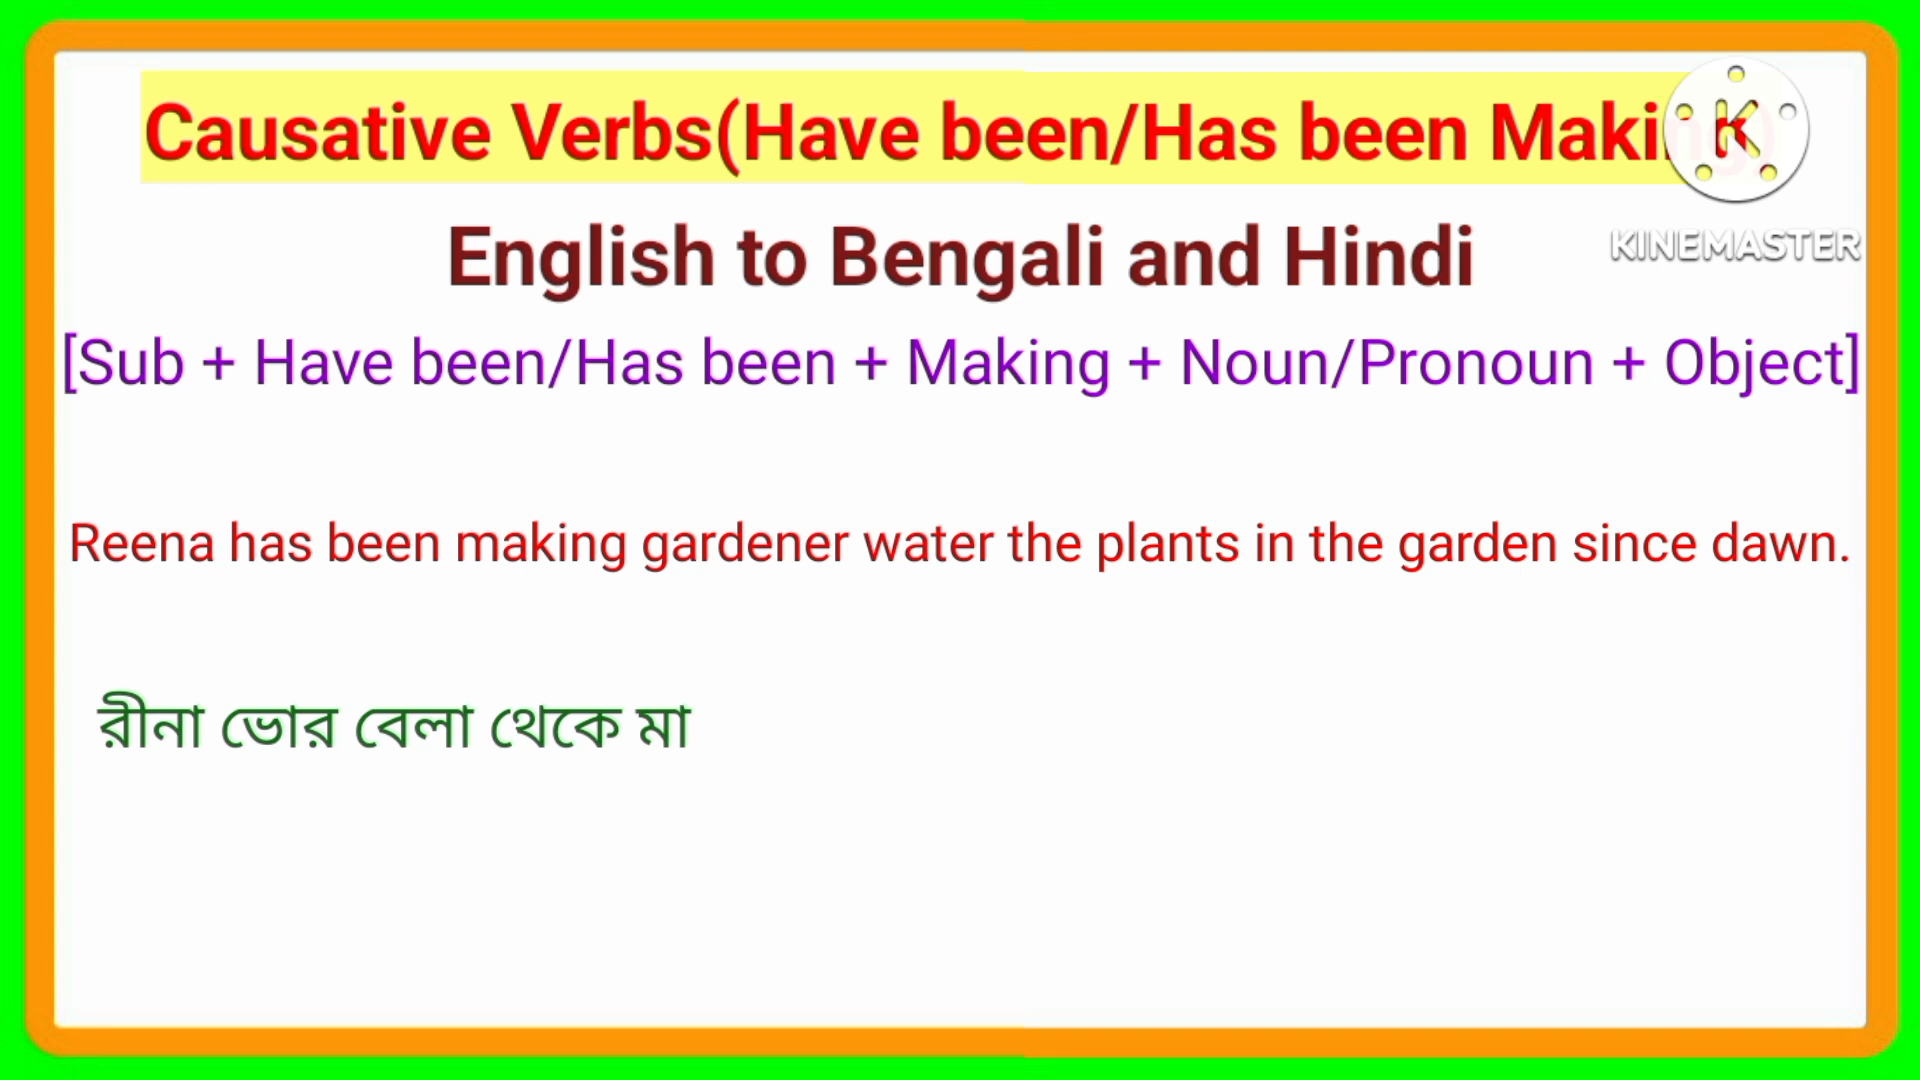 Causative Verbs(Have been/Has been Making)
English to Bengali and Hindi
KINEMASTER
[Sub + Have been/Has been + Making + Noun/Pronoun + Object]
Reena has been making gardener water the plants in the garden since dawn.
রীনা ভোর বেলা থেকে মা